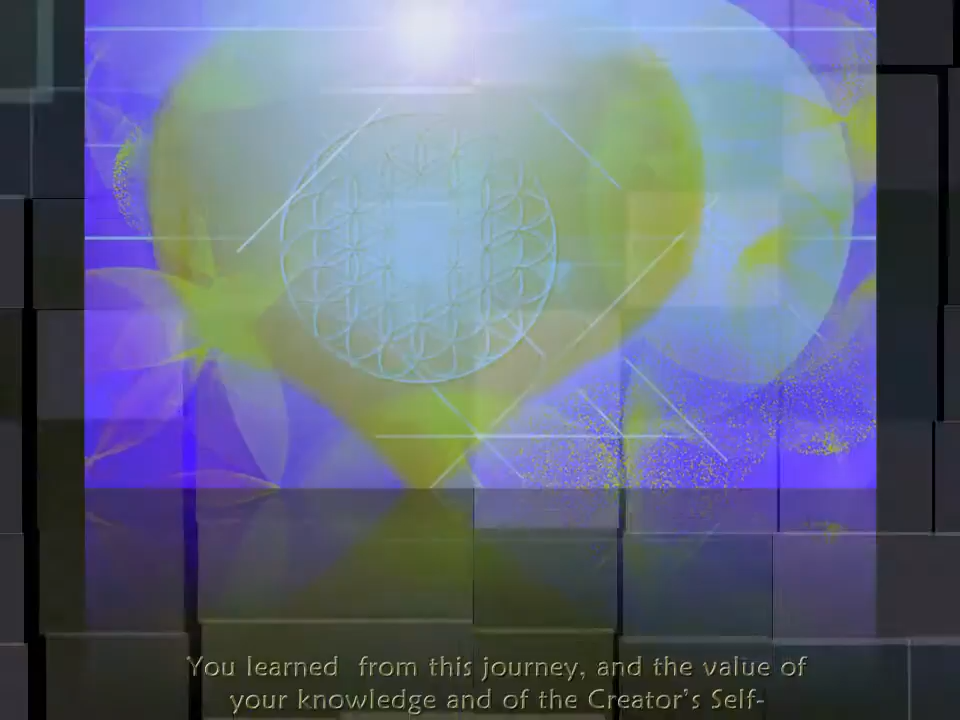 You learned  from this journey, and the value of
your knowledge and of the Creator's Self-